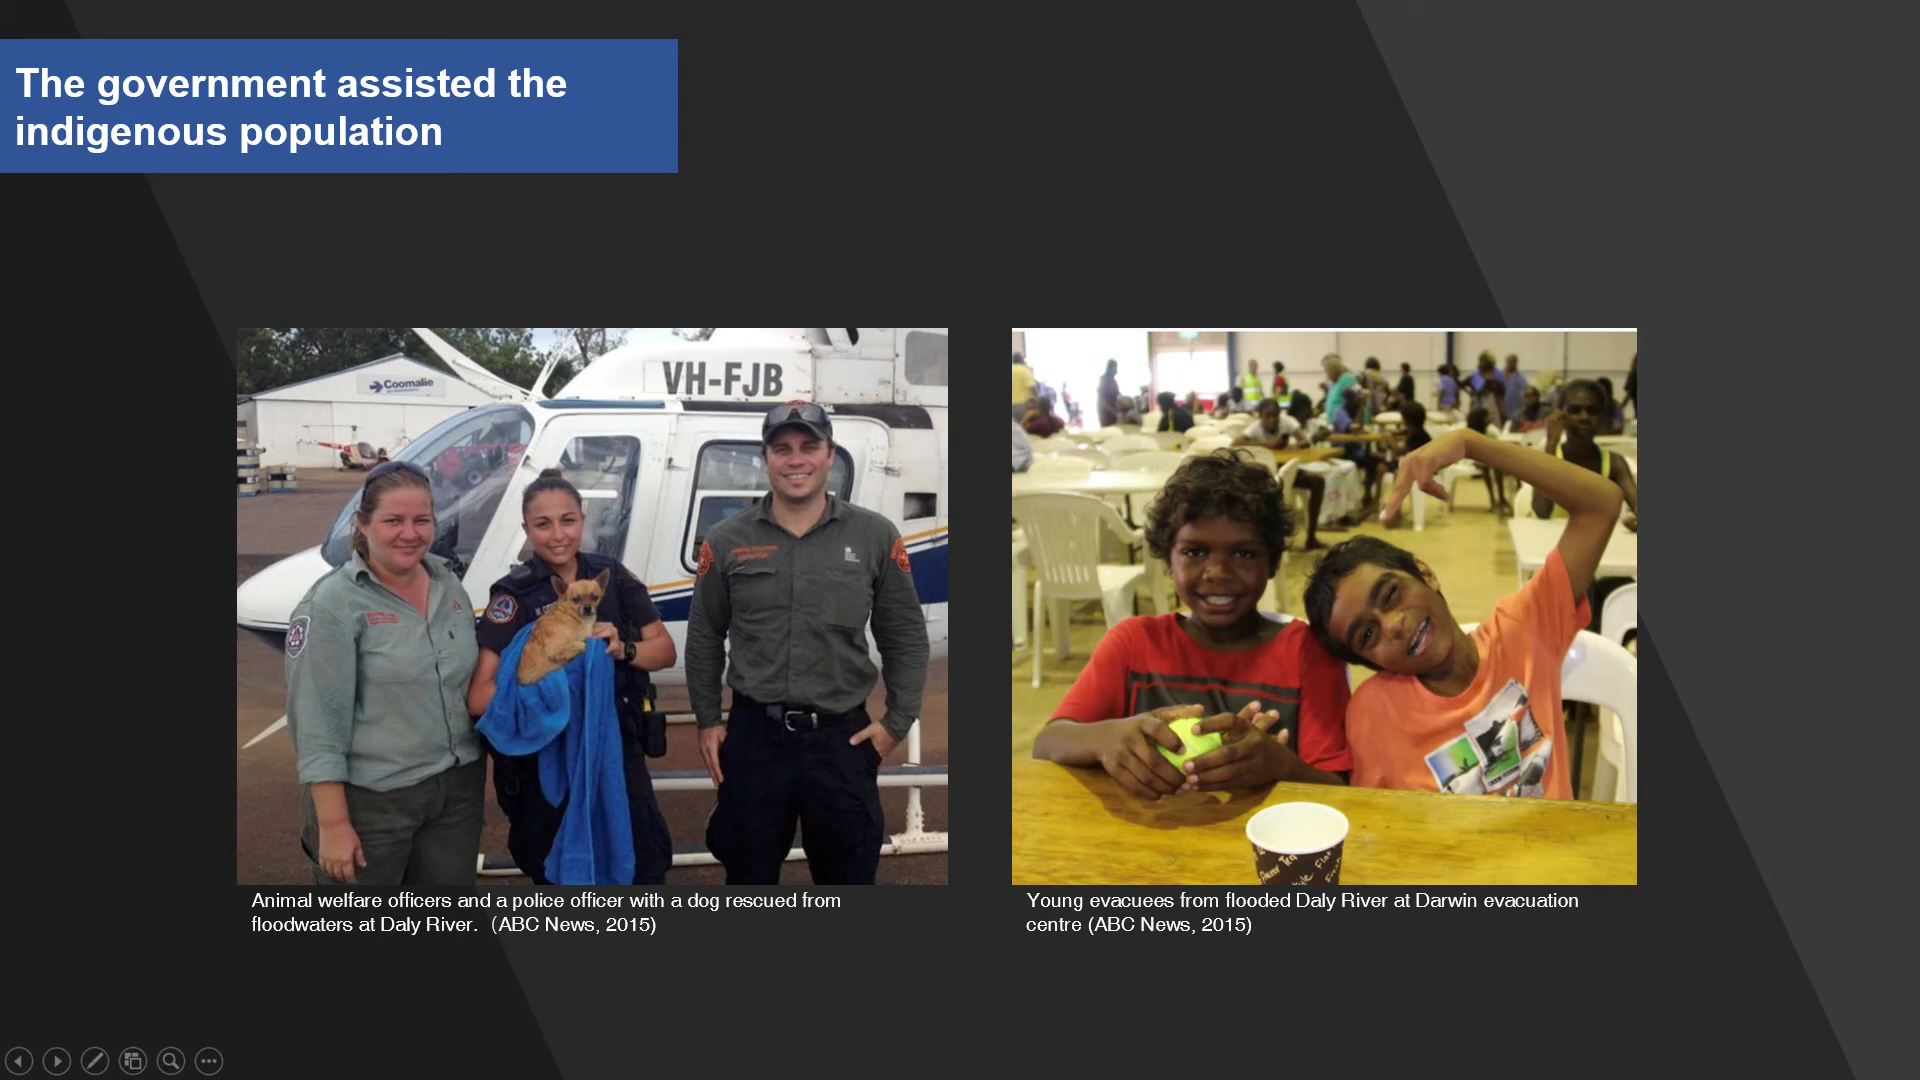 The government assisted the
indigenous population
Coomalie
VH-FJB
Animal welfare officers and a police officer with a dog rescued from
floodwaters at Daly River.  (ABC News, 2015)
Young evacuees from flooded Daly River at Darwin evacuation
centre (ABC News, 2015)